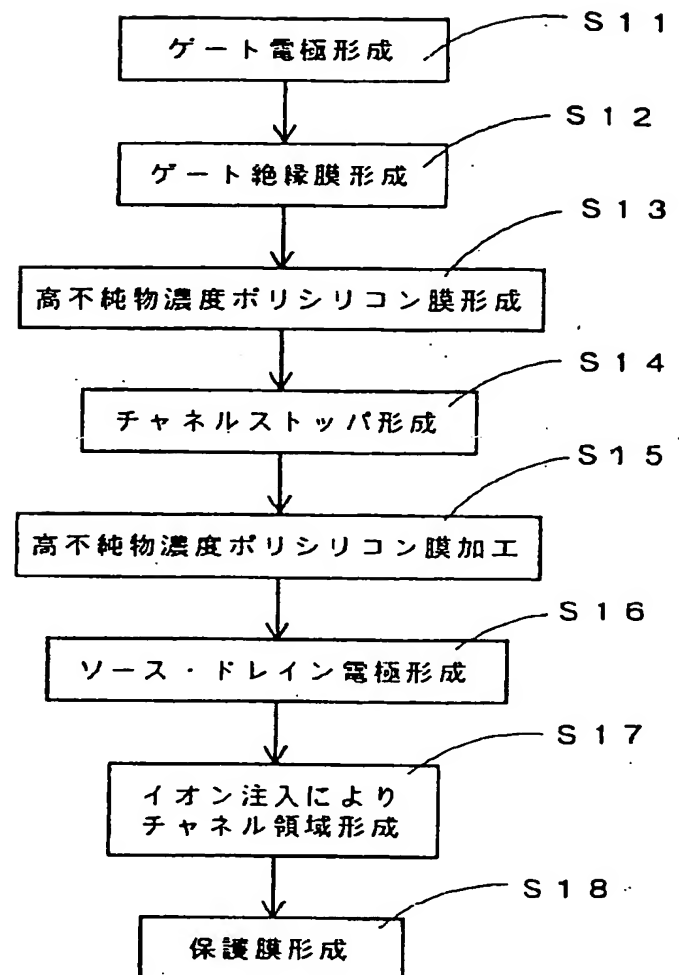 S11
ゲート電極形成
S12
ゲート絶縁膜形成
S13
高不純物濃度ポリシリコン膜形成
S14
チャネルストッパ形成
S15
高不純物濃度ポリシリコン膜加工
S16
ソース・ドレイン電極形成
S17
イオン注入により
チャネル領域形成
S18
保護膜形成